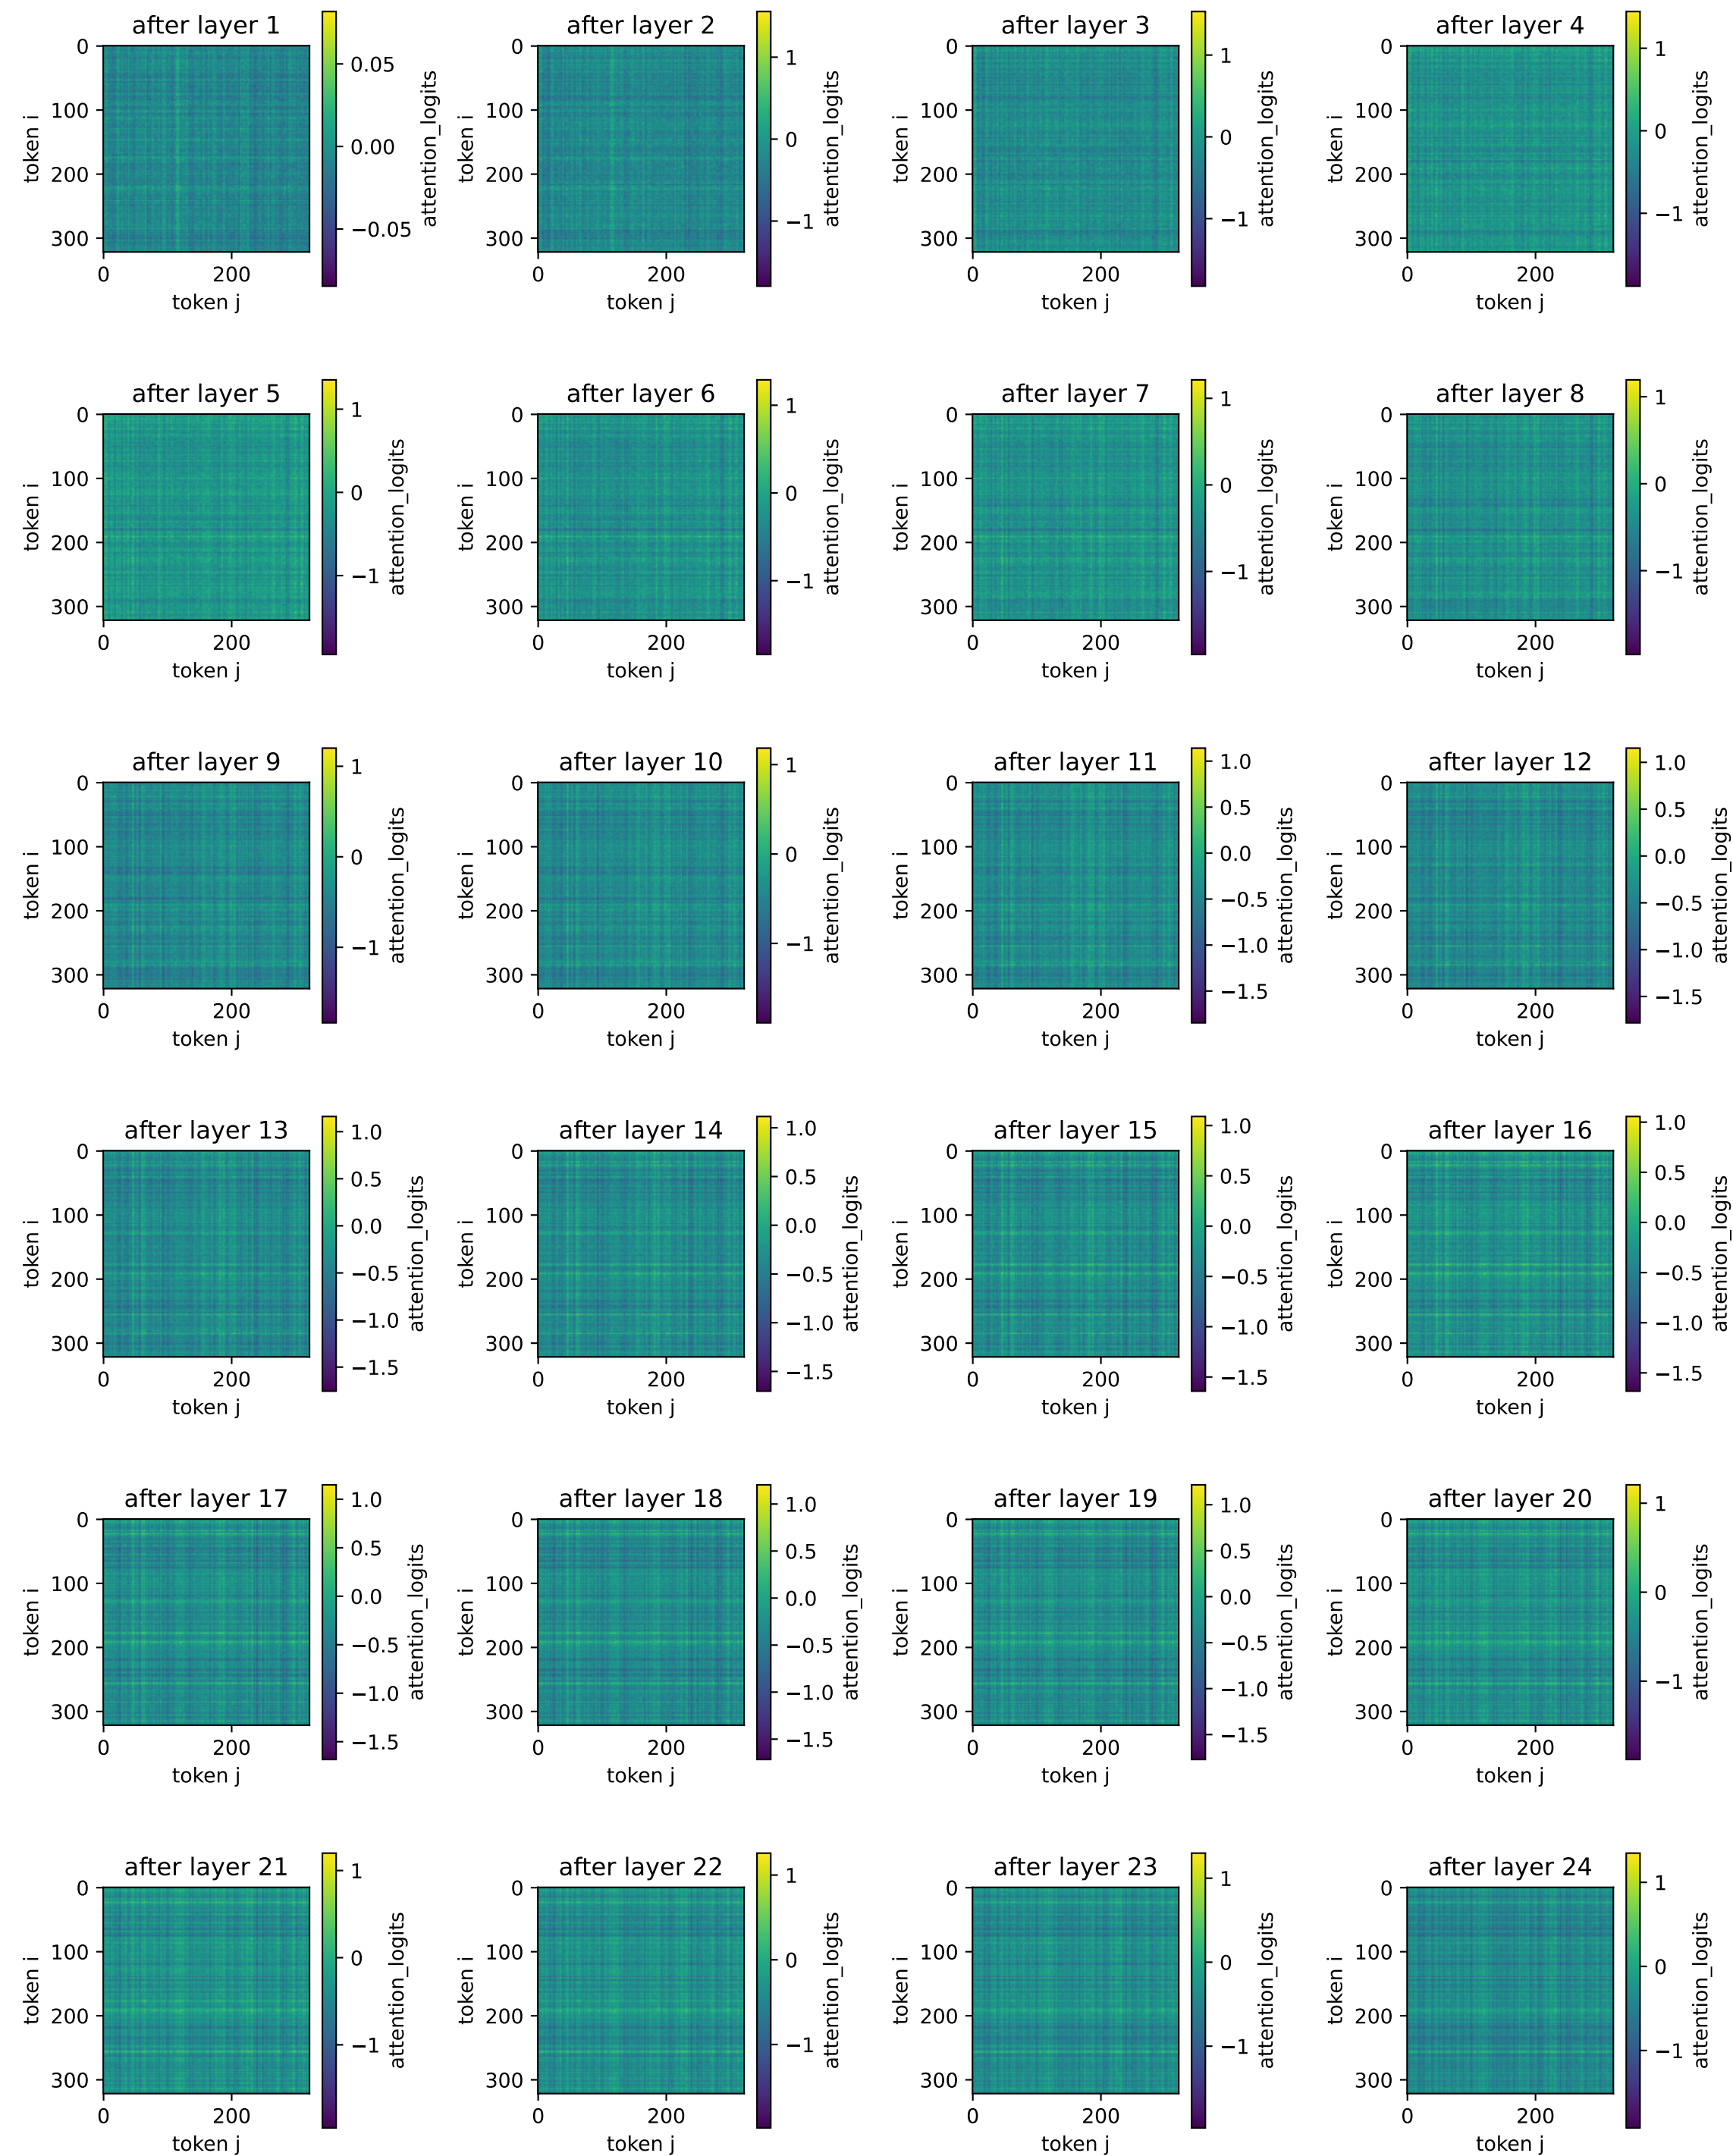 after layer 1
0
100
200
300
token i
0 200
token j
0.05
0.00
−0.05
attention_logits
after layer 2
0
100
200
300
token i
0 200
token j
1
0
−1
attention_logits
after layer 3
0
100
200
300
token i
0 200
token j
1
0
−1
attention_logits
after layer 4
0
100
200
300
token i
0 200
token j
1
0
−1
attention_logits
after layer 5
0
100
200
300
token i
0 200
token j
1
0
−1
attention_logits
after layer 6
0
100
200
300
token i
0 200
token j
1
0
−1
attention_logits
after layer 7
0
100
200
300
token i
0 200
token j
1
0
−1
attention_logits
after layer 8
0
100
200
300
token i
0 200
token j
1
0
−1
attention_logits
after layer 9
0
100
200
300
token i
0 200
token j
1
0
−1
attention_logits
after layer 10
0
100
200
300
token i
0 200
token j
1
0
−1
attention_logits
after layer 11
0
100
200
300
token i
0 200
token j
1.0
0.5
0.0
−0.5
−1.0
−1.5
attention_logits
after layer 12
0
100
200
300
token i
0 200
token j
1.0
0.5
0.0
−0.5
−1.0
−1.5
attention_logits
after layer 13
0
100
200
300
token i
0 200
token j
1.0
0.5
0.0
−0.5
−1.0
−1.5
attention_logits
after layer 14
0
100
200
300
token i
0 200
token j
1.0
0.5
0.0
−0.5
−1.0
−1.5
attention_logits
after layer 15
0
100
200
300
token i
0 200
token j
1.0
0.5
0.0
−0.5
−1.0
−1.5
attention_logits
after layer 16
0
100
200
300
token i
0 200
token j
1.0
0.5
0.0
−0.5
−1.0
−1.5
attention_logits
after layer 17
0
100
200
300
token i
0 200
token j
1.0
0.5
0.0
−0.5
−1.0
−1.5
attention_logits
after layer 18
0
100
200
300
token i
0 200
token j
1.0
0.5
0.0
−0.5
−1.0
−1.5
attention_logits
after layer 19
0
100
200
300
token i
0 200
token j
1.0
0.5
0.0
−0.5
−1.0
−1.5
attention_logits
after layer 20
0
100
200
300
token i
0 200
token j
1
0
−1
attention_logits
after layer 21
0
100
200
300
token i
0 200
token j
1
0
−1
attention_logits
after layer 22
0
100
200
300
token i
0 200
token j
1
0
−1
attention_logits
after layer 23
0
100
200
300
token i
0 200
token j
1
0
−1
attention_logits
after layer 24
0
100
200
300
token i
0 200
token j
1
0
−1
attention_logits